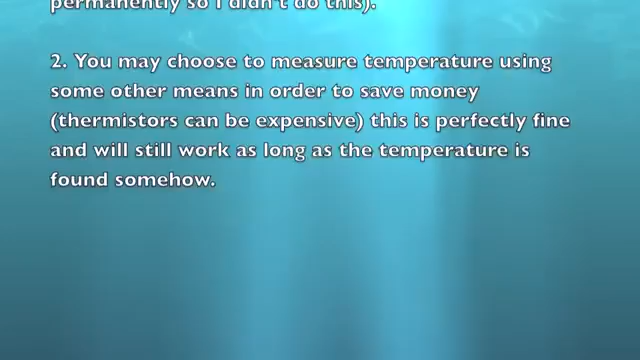 permanently so I didn't do this).
2. You may choose to measure temperature using
some other means in order to save money
(thermistors can be expensive) this is perfectly fine
and will still work as long as the temperature is
found somehow.